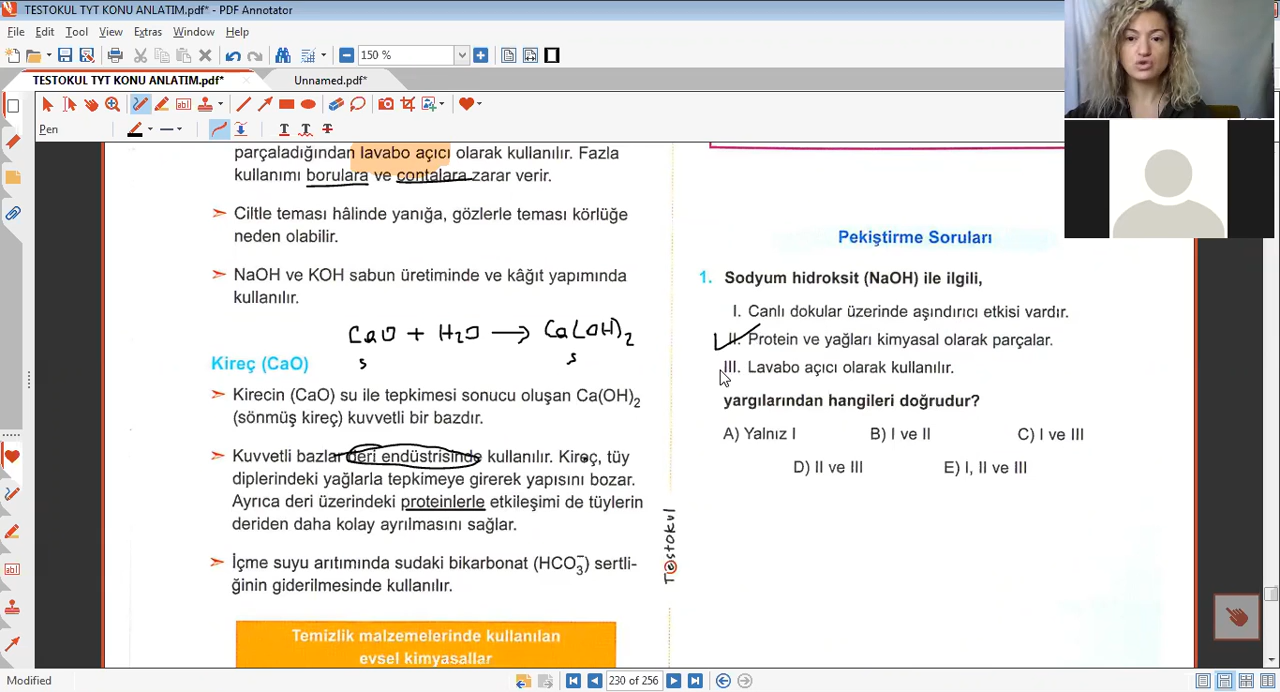 TESTOKUL TYT KONU ANLATIM.pdf* - PDF Annotator
File Edit Tool View Extras Window Help
150 %
TESTOKUL TYT KONU ANLATIM.pdf* Unnamed.pdf*
Pen
parçaladığından lavabo açıcı olarak kullanılır. Fazla
kullanımı borulara ve contalara zarar verir.
➢ Ciltle teması hâlinde yanığa, gözlerle teması körlüğe
neden olabilir.
➢ NaOH ve KOH sabun üretiminde ve kâğıt yapımında
kullanılır.
CaO + H₂O → Ca(OH)₂
s s
Kireç (CaO)
➢ Kirecin (CaO) su ile tepkimesi sonucu oluşan Ca(OH)₂
(sönmüş kireç) kuvvetli bir bazdır.
➢ Kuvvetli bazlar deri endüstrisinde kullanılır. Kireç, tüy
diplerindeki yağlarla tepkimeye girerek yapısını bozar.
Ayrıca deri üzerindeki proteinlerle etkileşimi de tüylerin
deriden daha kolay ayrılmasını sağlar.
➢ İçme suyu arıtımında sudaki bikarbonat (HCO₃⁻) sertli-
ğinin giderilmesinde kullanılır.
Temizlik malzemelerinde kullanılan
evsel kimyasallar
Testokul
Pekiştirme Soruları
1. Sodyum hidroksit (NaOH) ile ilgili,
I. Canlı dokular üzerinde aşındırıcı etkisi vardır.
II. Protein ve yağları kimyasal olarak parçalar.
III. Lavabo açıcı olarak kullanılır.
yargılarından hangileri doğrudur?
A) Yalnız I B) I ve II C) I ve III
D) II ve III E) I, II ve III
Modified
230 of 256